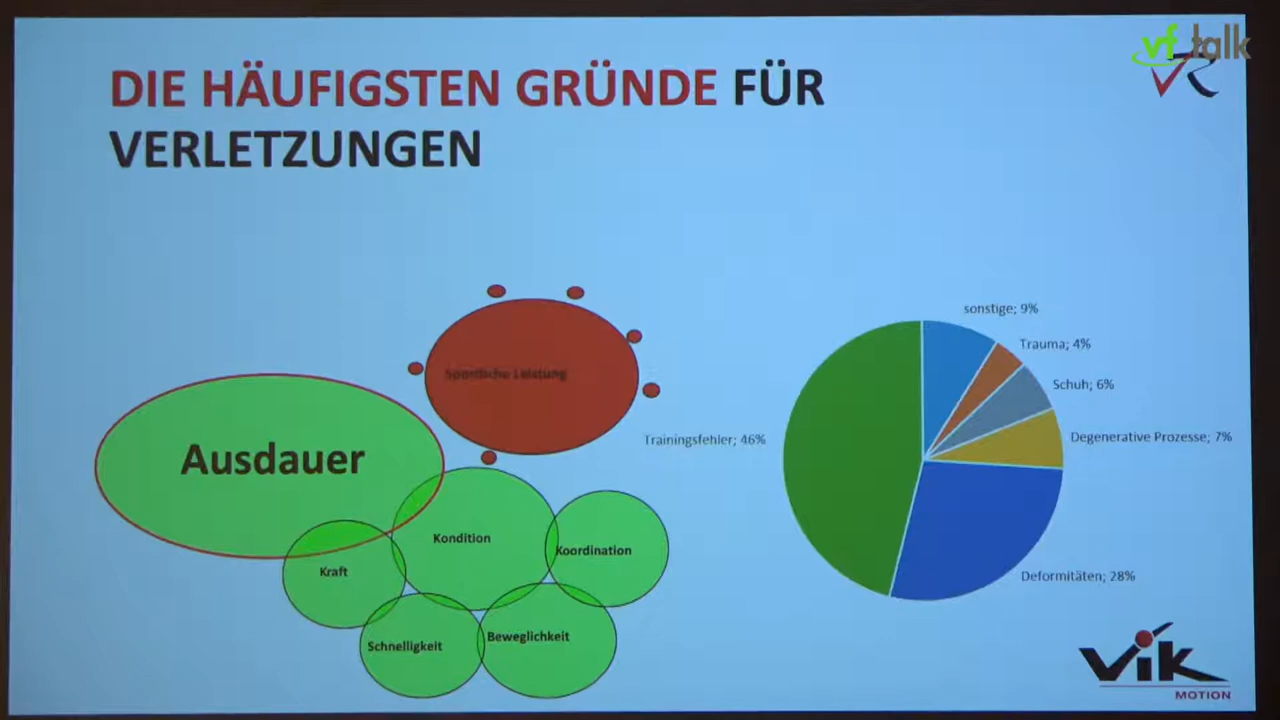 vf talk
VR
DIE HÄUFIGSTEN GRÜNDE FÜR
VERLETZUNGEN
sonstige; 9%
Trauma; 4%
Schuh; 6%
Degenerative Prozesse; 7%
Deformitäten; 28%
Trainingsfehler; 46%
Sportliche Leistung
Ausdauer
Kondition
Koordination
Kraft
Schnelligkeit
Beweglichkeit
vik
MOTION